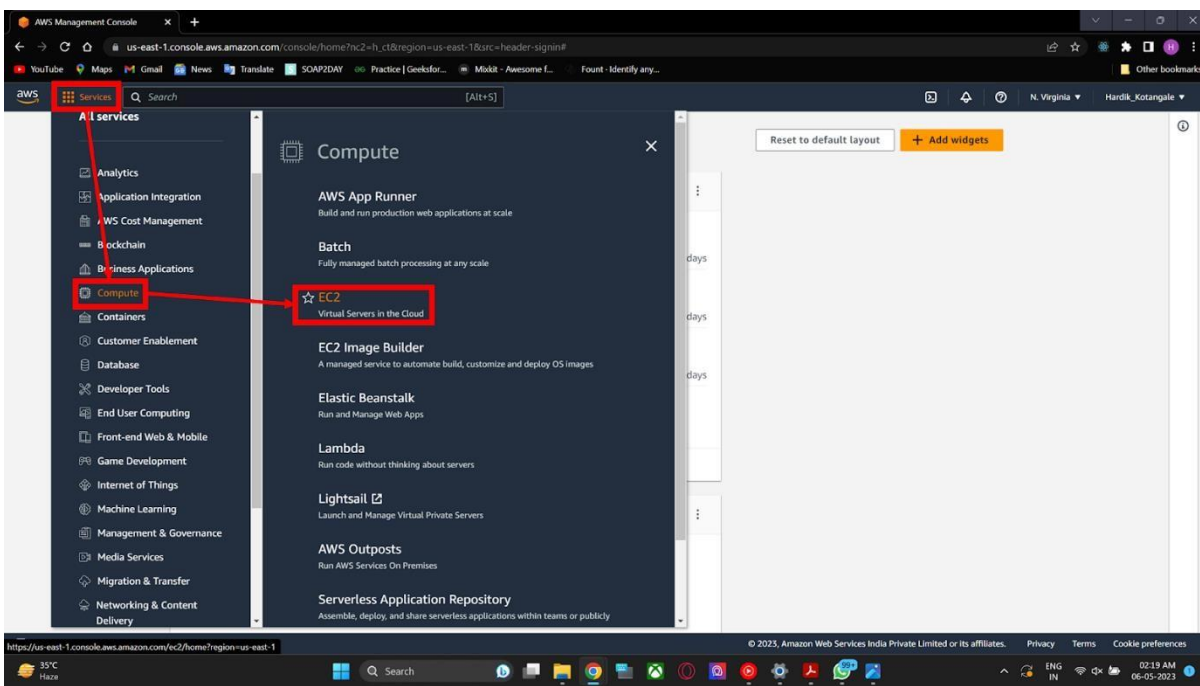 AWS Management Console
us-east-1.console.aws.amazon.com/console/home?nc2=h_ct&region=us-east-1&src=header-signin#
YouTube Maps Gmail News Translate SOAP2DAY Practice | Geeksfor... Mixkit - Awesome f... Fount - Identify any... Other bookmarks
aws Services Search [Alt+S] N. Virginia Hardik_Kotangale
All services
Analytics
Application Integration
AWS Cost Management
Blockchain
Business Applications
Compute
Containers
Customer Enablement
Database
Developer Tools
End User Computing
Front-end Web & Mobile
Game Development
Internet of Things
Machine Learning
Management & Governance
Media Services
Migration & Transfer
Networking & Content
Delivery
Compute
AWS App Runner
Build and run production web applications at scale
Batch
Fully managed batch processing at any scale
EC2
Virtual Servers in the Cloud
EC2 Image Builder
A managed service to automate build, customize and deploy OS images
Elastic Beanstalk
Run and Manage Web Apps
Lambda
Run code without thinking about servers
Lightsail
Launch and Manage Virtual Private Servers
AWS Outposts
Run AWS Services On Premises
Serverless Application Repository
Assemble, deploy, and share serverless applications within teams or publicly
Reset to default layout + Add widgets
days
days
days
https://us-east-1.console.aws.amazon.com/ec2/home?region=us-east-1
© 2023, Amazon Web Services India Private Limited or its affiliates. Privacy Terms Cookie preferences
35°C
Haze
Search
99+
ENG
IN
02:19 AM
06-05-2023